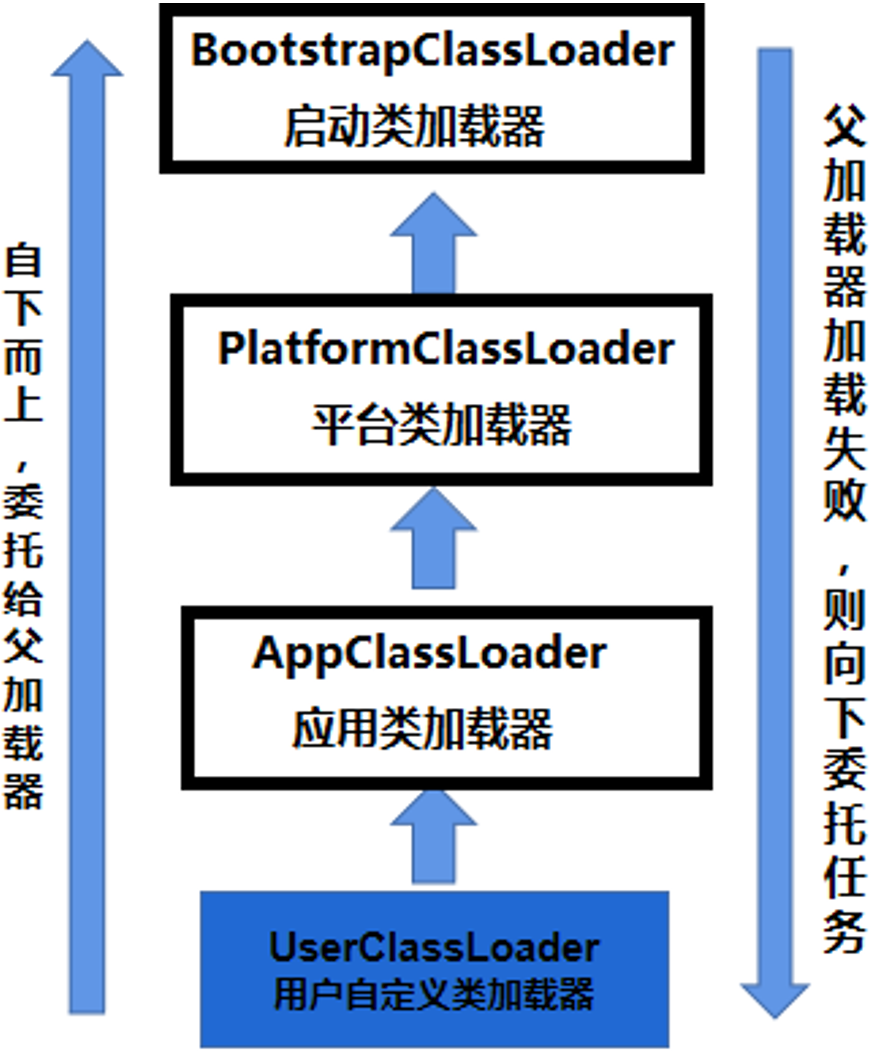 BootstrapClassLoader
启动类加载器
PlatformClassLoader
平台类加载器
AppClassLoader
应用类加载器
UserClassLoader
用户自定义类加载器
自下而上，委托给父加载器
父加载器加载失败，则向下委托任务